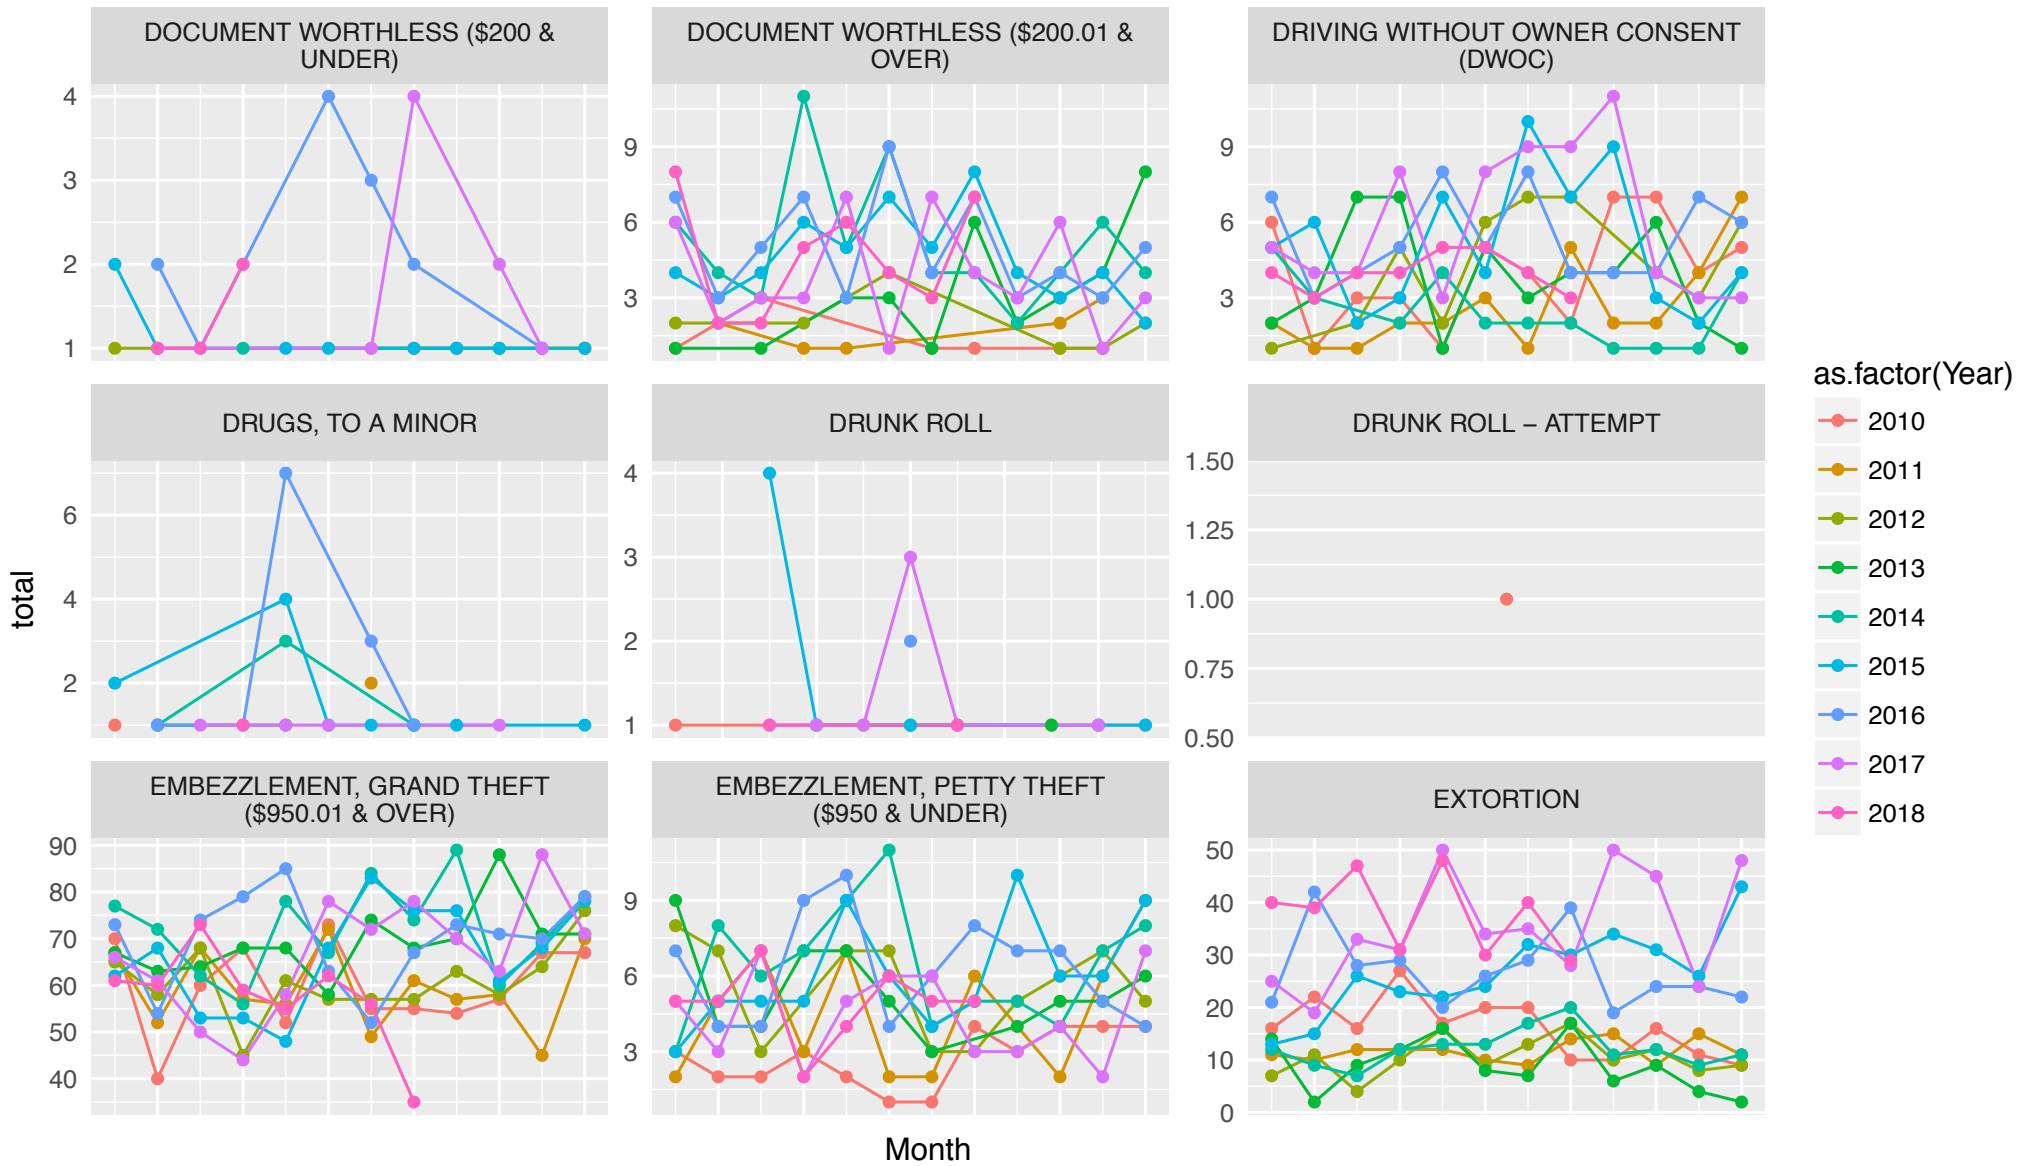 DOCUMENT WORTHLESS ($200 &
UNDER)
DOCUMENT WORTHLESS ($200.01 &
OVER)
DRIVING WITHOUT OWNER CONSENT
(DWOC)
4
3
2
1
9
6
3
9
6
3
DRUGS, TO A MINOR
DRUNK ROLL
DRUNK ROLL − ATTEMPT
6
4
2
4
3
2
1
1.50
1.25
1.00
0.75
0.50
EMBEZZLEMENT, GRAND THEFT
($950.01 & OVER)
EMBEZZLEMENT, PETTY THEFT
($950 & UNDER)
EXTORTION
90
80
70
60
50
40
9
6
3
50
40
30
20
10
0
total
Month
as.factor(Year)
2010
2011
2012
2013
2014
2015
2016
2017
2018